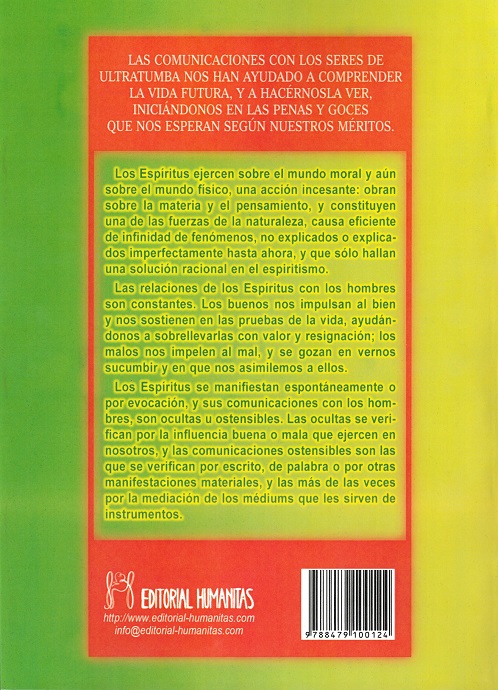 LAS COMUNICACIONES CON LOS SERES DE
ULTRATUMBA NOS HAN AYUDADO A COMPRENDER
LA VIDA FUTURA, Y A HACÉRNOSLA VER,
INICIÁNDONOS EN LAS PENAS Y GOCES
QUE NOS ESPERAN SEGÚN NUESTROS MÉRITOS.
Los Espíritus ejercen sobre el mundo moral y aún
sobre el mundo físico, una acción incesante: obran
sobre la materia y el pensamiento, y constituyen
una de las fuerzas de la naturaleza, causa eficiente
de infinidad de fenómenos, no explicados o explica-
dos imperfectamente hasta ahora, y que sólo hallan
una solución racional en el espiritismo.
Las relaciones de los Espiritus con los hombres
son constantes. Los buenos nos impulsan al bien
y nos sostienen en las pruebas de la vida, ayudán-
donos a sobrellevarlas con valor y resignación; los
malos nos impelen al mal, y se gozan en vernos
sucumbir y en que nos asimilemos a ellos.
Los Espíritus se manifiestan espontáneamente o
por evocación, y sus comunicaciones con los hom-
bres, son ocultas u ostensibles. Las ocultas se veri-
fican por la influencia buena o mala que ejercen en
nosotros, y las comunicaciones ostensibles son las
que se verifican por escrito, de palabra o por otras
manifestaciones materiales, y las más de las veces
por la mediación de los médiums que les sirven de
instrumentos.
EDITORIAL HUMANITAS
http://www.editorial-humanitas.com
info@editorial-humanitas.com
9788479100124